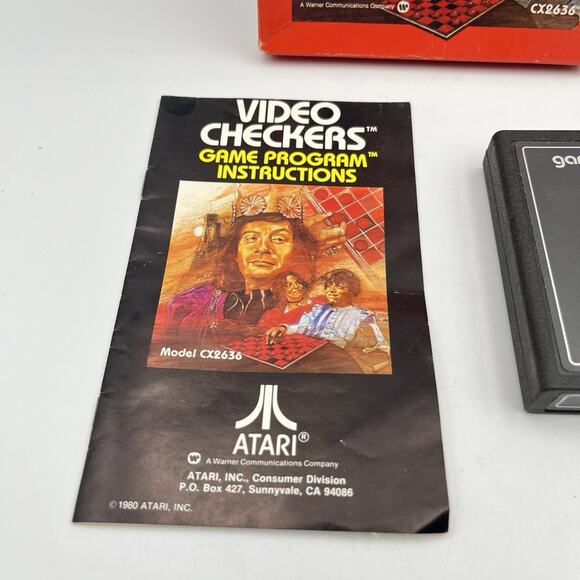 A Warner Communications Company
CX2636
VIDEO
CHECKERS™
GAME PROGRAM™
INSTRUCTIONS
Model CX2636
ATARI®
A Warner Communications Company
ATARI, INC., Consumer Division
P.O. Box 427, Sunnyvale, CA 94086
© 1980 ATARI, INC.